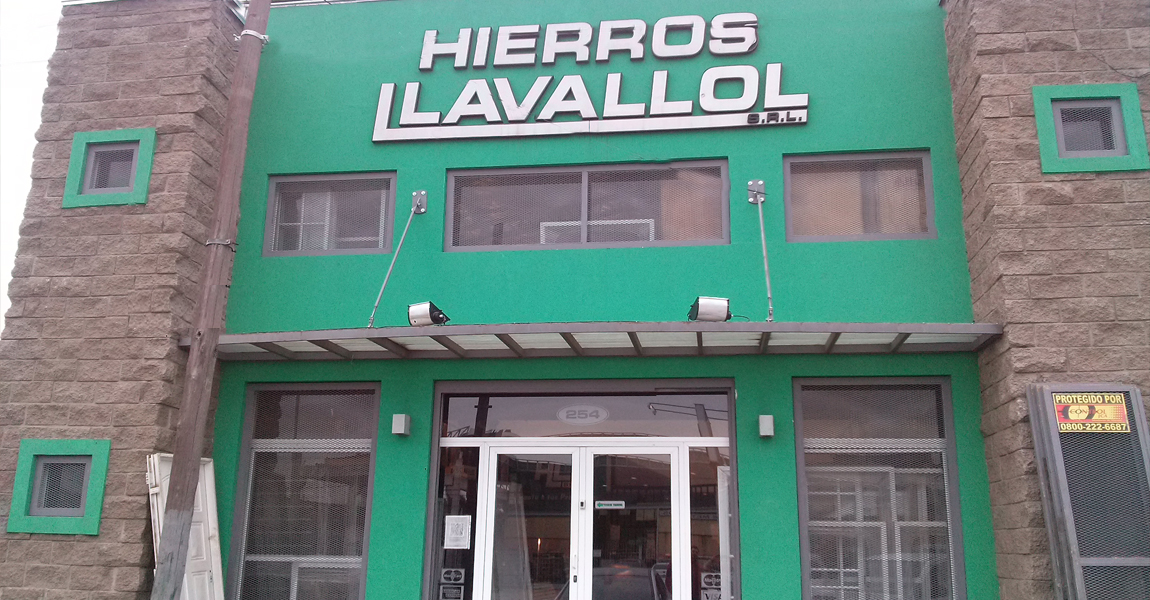 HIERROS
LLAVALLOL
S.R.L.
254
PROTEGIDO POR
0800-222-6687